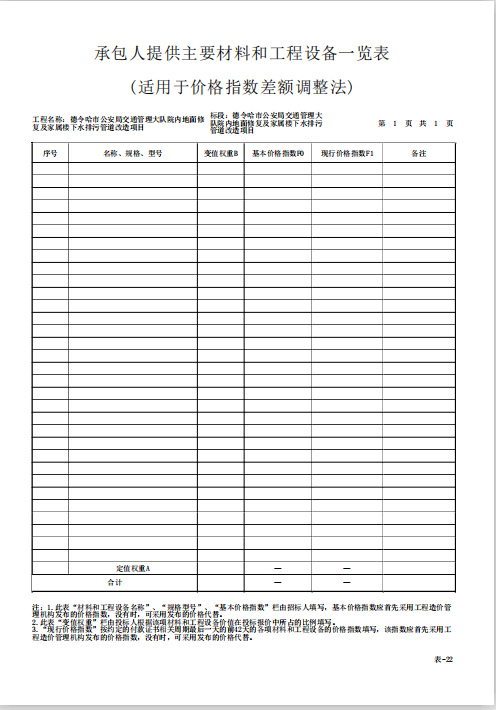 承包人提供主要材料和工程设备一览表
(适用于价格指数差额调整法)
工程名称：德令哈市公安局交通管理大队院内地面修
复及家属楼下水排污管道改造项目
标段：德令哈市公安局交通管理大
队院内地面修复及家属楼下水排污
管道改造项目
第 1 页 共 1 页
序号 名称、规格、型号 变值权重B 基本价格指数F0 现行价格指数F1 备注
定值权重A — —
合计 — —
注：1.此表“材料和工程设备名称”、“规格型号”、“基本价格指数”栏由招标人填写，基本价格指数应首先采用工程造价管
理机构发布的价格指数，没有时，可采用发布的价格代替。
2.此表“变值权重”栏由投标人根据该项材料和工程设备价值在投标报价中所占的比例填写。
3.“现行价格指数”按约定的付款证书相关周期最后一天的前42天的各项材料和工程设备的价格指数填写，该指数应首先采用工
程造价管理机构发布的价格指数，没有时，可采用发布的价格代替。
表-22